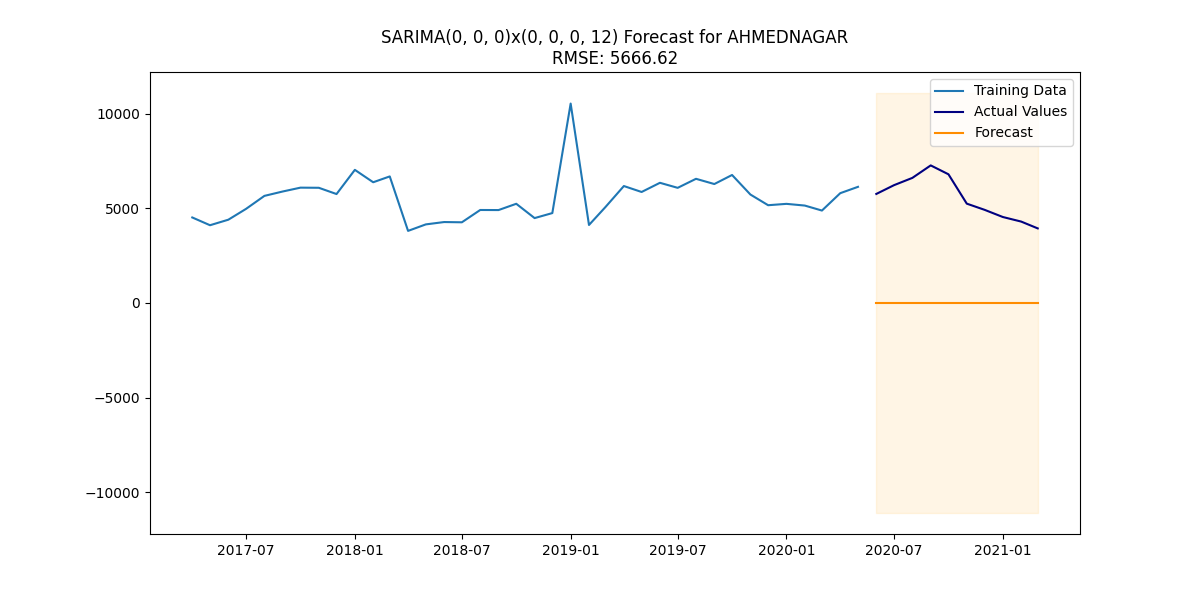 SARIMA(0, 0, 0)x(0, 0, 0, 12) Forecast for AHMEDNAGAR
RMSE: 5666.62
Training Data
Actual Values
Forecast
10000
5000
0
−5000
−10000
2017-07
2018-01
2018-07
2019-01
2019-07
2020-01
2020-07
2021-01